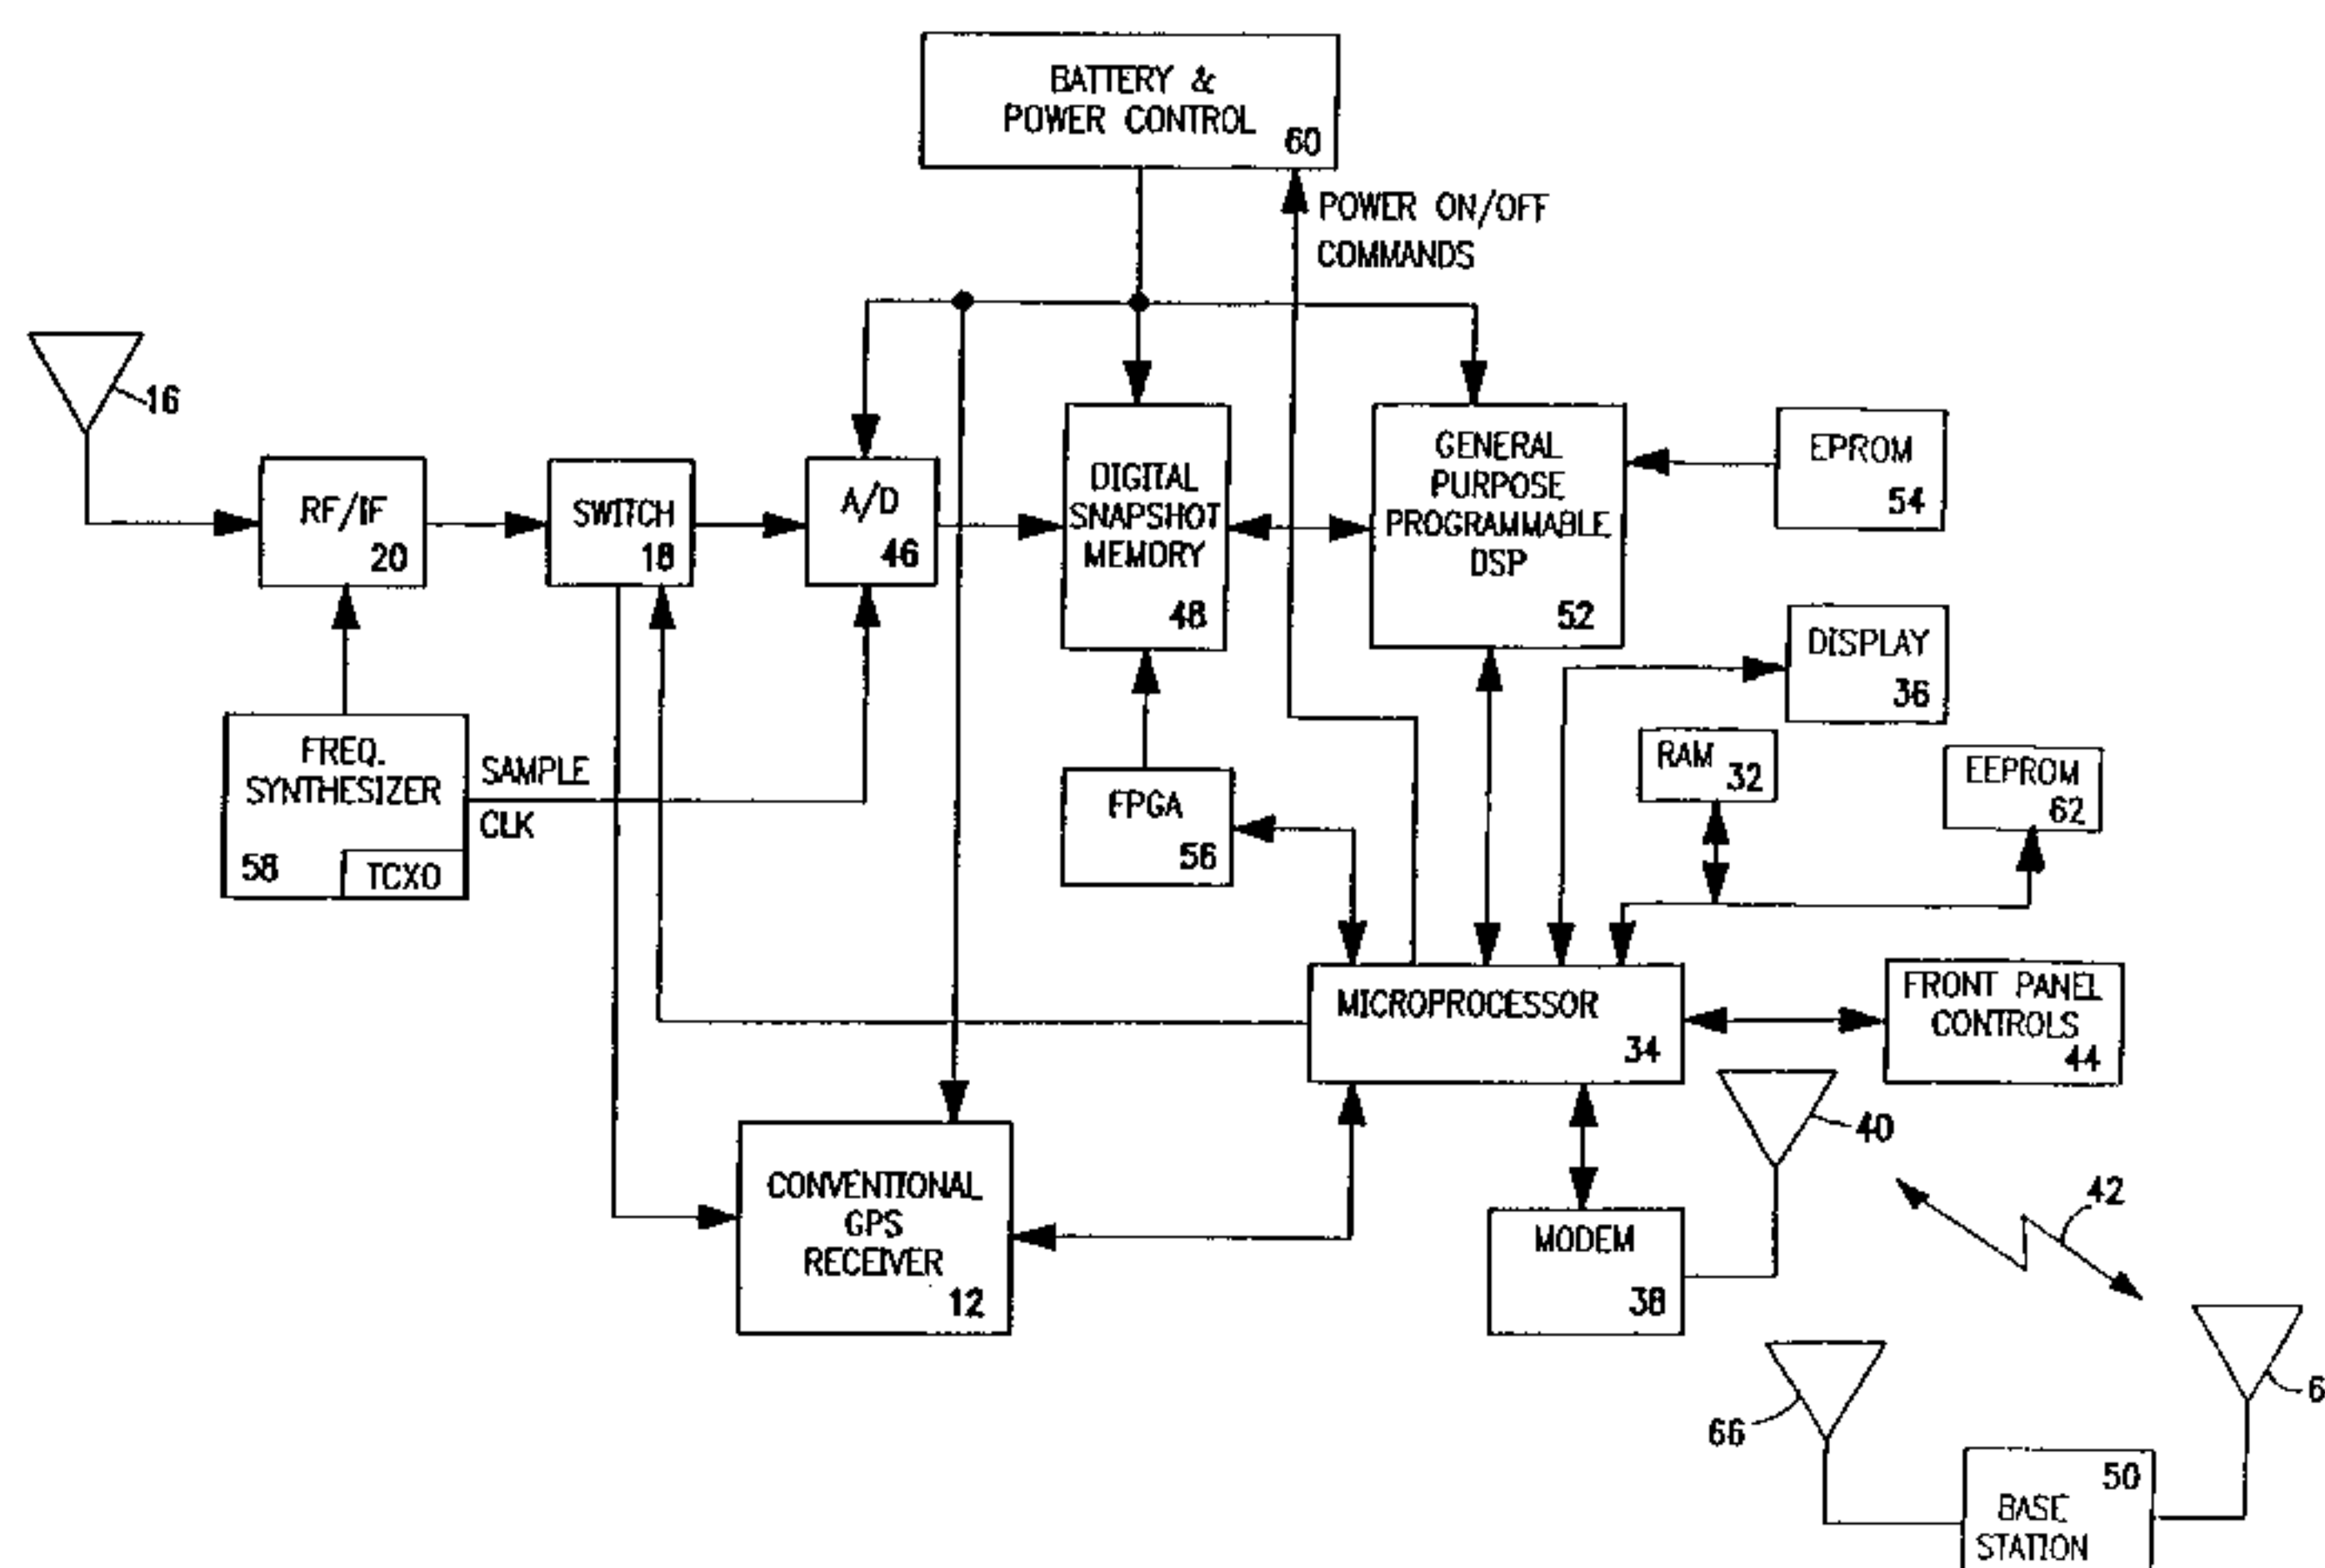 BATTERY &
POWER CONTROL
60
POWER ON/OFF
COMMANDS
16
RF/IF
20
SWITCH
18
A/D
46
DIGITAL
SNAPSHOT
MEMORY
48
GENERAL
PURPOSE
PROGRAMMABLE
DSP
52
EPROM
54
DISPLAY
36
FREQ.
SYNTHESIZER
58
TCXO
SAMPLE
CLK
FPGA
56
RAM
32
EEPROM
62
MICROPROCESSOR
34
FRONT PANEL
CONTROLS
44
CONVENTIONAL
GPS
RECEIVER
12
MODEM
38
40
42
66
6
50
BASE
STATION